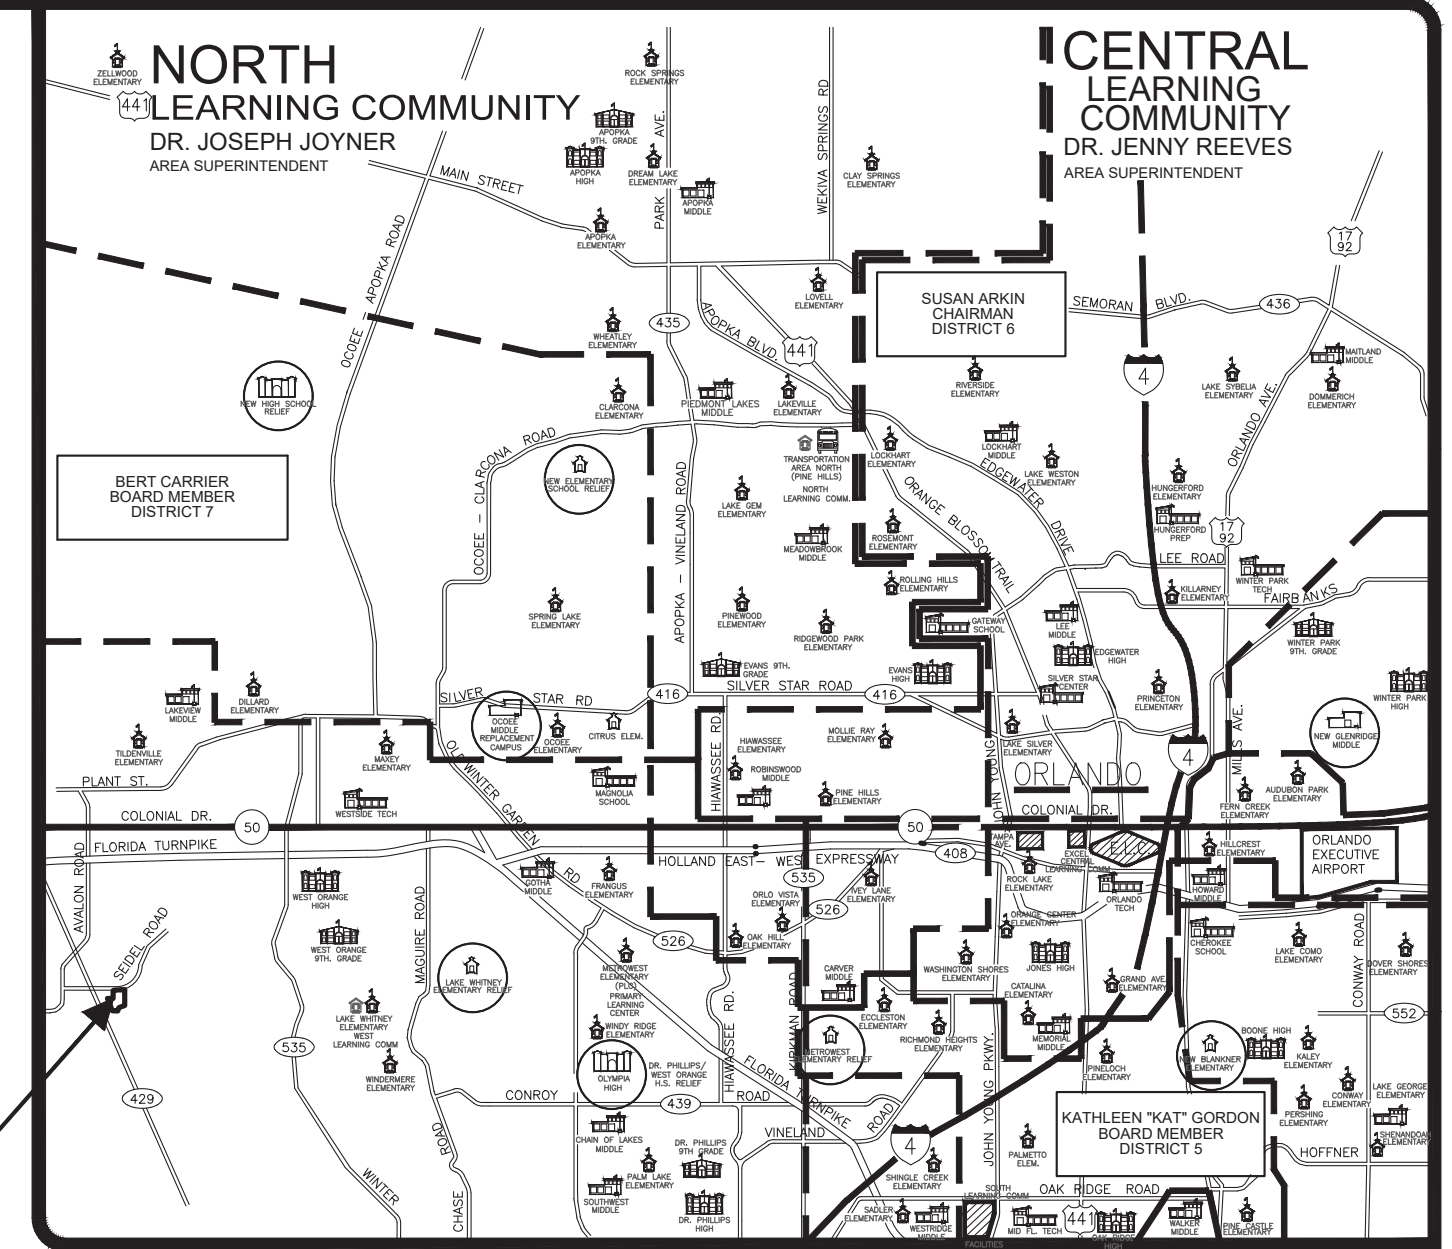 NORTH
LEARNING COMMUNITY
DR. JOSEPH JOYNER
AREA SUPERINTENDENT
CENTRAL
LEARNING
COMMUNITY
DR. JENNY REEVES
AREA SUPERINTENDENT
ZELLWOOD
ELEMENTARY
441
ROCK SPRINGS
ELEMENTARY
PARK AVE.
WEKIVA SPRINGS RD
APOPKA
9TH. GRADE
APOPKA
HIGH
DREAM LAKE
ELEMENTARY
APOPKA
MIDDLE
CLAY SPRINGS
ELEMENTARY
MAIN STREET
APOPKA
ELEMENTARY
OCOEE APOPKA ROAD
17
92
LOVELL
ELEMENTARY
SUSAN ARKIN
CHAIRMAN
DISTRICT 6
SEMORAN BLVD.
436
WHEATLEY
ELEMENTARY
435
APOPKA BLVD.
441
4
RIVERSIDE
ELEMENTARY
LAKE SYBELIA
ELEMENTARY
MAITLAND
MIDDLE
DOMMERICH
ELEMENTARY
NEW HIGH SCHOOL
RELIEF
CLARCONA
ELEMENTARY
PIEDMONT LAKES
MIDDLE
LAKEVILLE
ELEMENTARY
ORLANDO AVE.
OCOEE - CLARCONA ROAD
TRANSPORTATION
AREA NORTH
(PINE HILLS)
NORTH
LEARNING COMM.
LOCKHART
ELEMENTARY
LOCKHART
MIDDLE
LAKE WESTON
ELEMENTARY
EDGEWATER DRIVE
HUNGERFORD
ELEMENTARY
HUNGERFORD
PREP
BERT CARRIER
BOARD MEMBER
DISTRICT 7
NEW ELEMENTARY
SCHOOL RELIEF
APOPKA - VINELAND ROAD
LAKE GEM
ELEMENTARY
ORANGE BLOSSOM TRAIL
MEADOWBROOK
MIDDLE
ROSEMONT
ELEMENTARY
17
92
LEE ROAD
WINTER PARK
TECH
ROLLING HILLS
ELEMENTARY
KILLARNEY
ELEMENTARY
FAIRBANKS
SPRING LAKE
ELEMENTARY
PINEWOOD
ELEMENTARY
RIDGEWOOD PARK
ELEMENTARY
GATEWAY
SCHOOL
LEE
MIDDLE
WINTER PARK
9TH. GRADE
EVANS 9TH.
GRADE
EVANS
HIGH
EDGEWATER
HIGH
SILVER STAR
CENTER
PRINCETON
ELEMENTARY
WINTER PARK
HIGH
LAKEVIEW
MIDDLE
DILLARD
ELEMENTARY
SILVER STAR RD
416
SILVER STAR ROAD
416
OCOEE
MIDDLE
REPLACEMENT
CAMPUS
OCOEE
ELEMENTARY
CITRUS ELEM.
TILDENVILLE
ELEMENTARY
MAXEY
ELEMENTARY
HIAWASSEE RD.
HIAWASSEE
ELEMENTARY
MOLLIE RAY
ELEMENTARY
LAKE SILVER
ELEMENTARY
4
MILLS AVE.
NEW GLENRIDGE
MIDDLE
OLD WINTER GARDEN RD
PLANT ST.
MAGNOLIA
SCHOOL
ROBINSWOOD
MIDDLE
PINE HILLS
ELEMENTARY
JOHN YOUNG
ORLANDO
AUDUBON PARK
ELEMENTARY
FERN CREEK
ELEMENTARY
WESTSIDE TECH
COLONIAL DR.
50
50
COLONIAL DR.
FLORIDA TURNPIKE
HOLLAND EAST- WEST EXPRESSWAY
408
TAMPA
AVE.
EXCEL
CENTRAL
LEARNING COMM
E.L.C.
HILLCREST
ELEMENTARY
ORLANDO
EXECUTIVE
AIRPORT
AVALON ROAD
WEST ORANGE
HIGH
MAGUIRE ROAD
GOTHA
MIDDLE
FRANGUS
ELEMENTARY
535
ORLO VISTA
ELEMENTARY
IVEY LANE
ELEMENTARY
ROCK LAKE
ELEMENTARY
ORLANDO
TECH
HOWARD
MIDDLE
526
526
SEIDEL ROAD
WEST ORANGE
9TH. GRADE
OAK HILL
ELEMENTARY
ORANGE CENTER
ELEMENTARY
CHEROKEE
SCHOOL
LAKE COMO
ELEMENTARY
CONWAY ROAD
DOVER SHORES
ELEMENTARY
LAKE WHITNEY
ELEMENTARY RELIEF
METROWEST
ELEMENTARY
(PLC)
PRIMARY
LEARNING
CENTER
CARVER
MIDDLE
WASHINGTON SHORES
ELEMENTARY
JONES HIGH
CATALINA
ELEMENTARY
GRAND AVE
ELEMENTARY
LAKE WHITNEY
ELEMENTARY
WEST
LEARNING COMM
WINDY RIDGE
ELEMENTARY
HIAWASSEE RD.
KIRKMAN ROAD
ECCLESTON
ELEMENTARY
552
535
WINDERMERE
ELEMENTARY
OLYMPIA
HIGH
DR. PHILLIPS/
WEST ORANGE
H.S. RELIEF
METROWEST
ELEMENTARY RELIEF
RICHMOND HEIGHTS
ELEMENTARY
MEMORIAL
MIDDLE
PINELOCH
ELEMENTARY
NEW BLANKNER
ELEMENTARY
BOONE HIGH
KALEY
ELEMENTARY
429
CONROY ROAD
439
FLORIDA TURNPIKE
JOHN YOUNG PKWY.
KATHLEEN "KAT" GORDON
BOARD MEMBER
DISTRICT 5
PERSHING
ELEMENTARY
CONWAY
ELEMENTARY
LAKE GEORGE
ELEMENTARY
SHENANDOAH
ELEMENTARY
CHAIN OF LAKES
MIDDLE
VINELAND ROAD
4
HOFFNER
DR. PHILLIPS
9TH GRADE
PALM LAKE
ELEMENTARY
SHINGLE CREEK
ELEMENTARY
PALMETTO
ELEM.
WINTER
CHASE ROAD
SOUTHWEST
MIDDLE
DR. PHILLIPS
HIGH
SADLER
ELEMENTARY
WESTRIDGE
MIDDLE
SOUTH
LEARNING COMM
FACILITIES
OAK RIDGE ROAD
MID FL. TECH
441
OAK RIDGE
HIGH
WALKER
MIDDLE
PINE CASTLE
ELEMENTARY